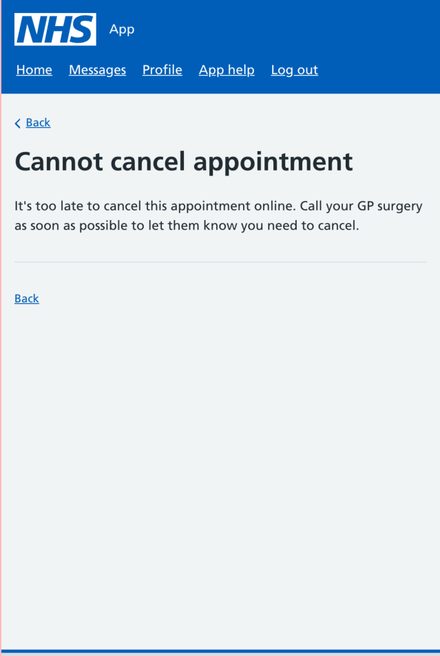 NHS App
Home Messages Profile App help Log out
Back
Cannot cancel appointment
It's too late to cancel this appointment online. Call your GP surgery
as soon as possible to let them know you need to cancel.
Back